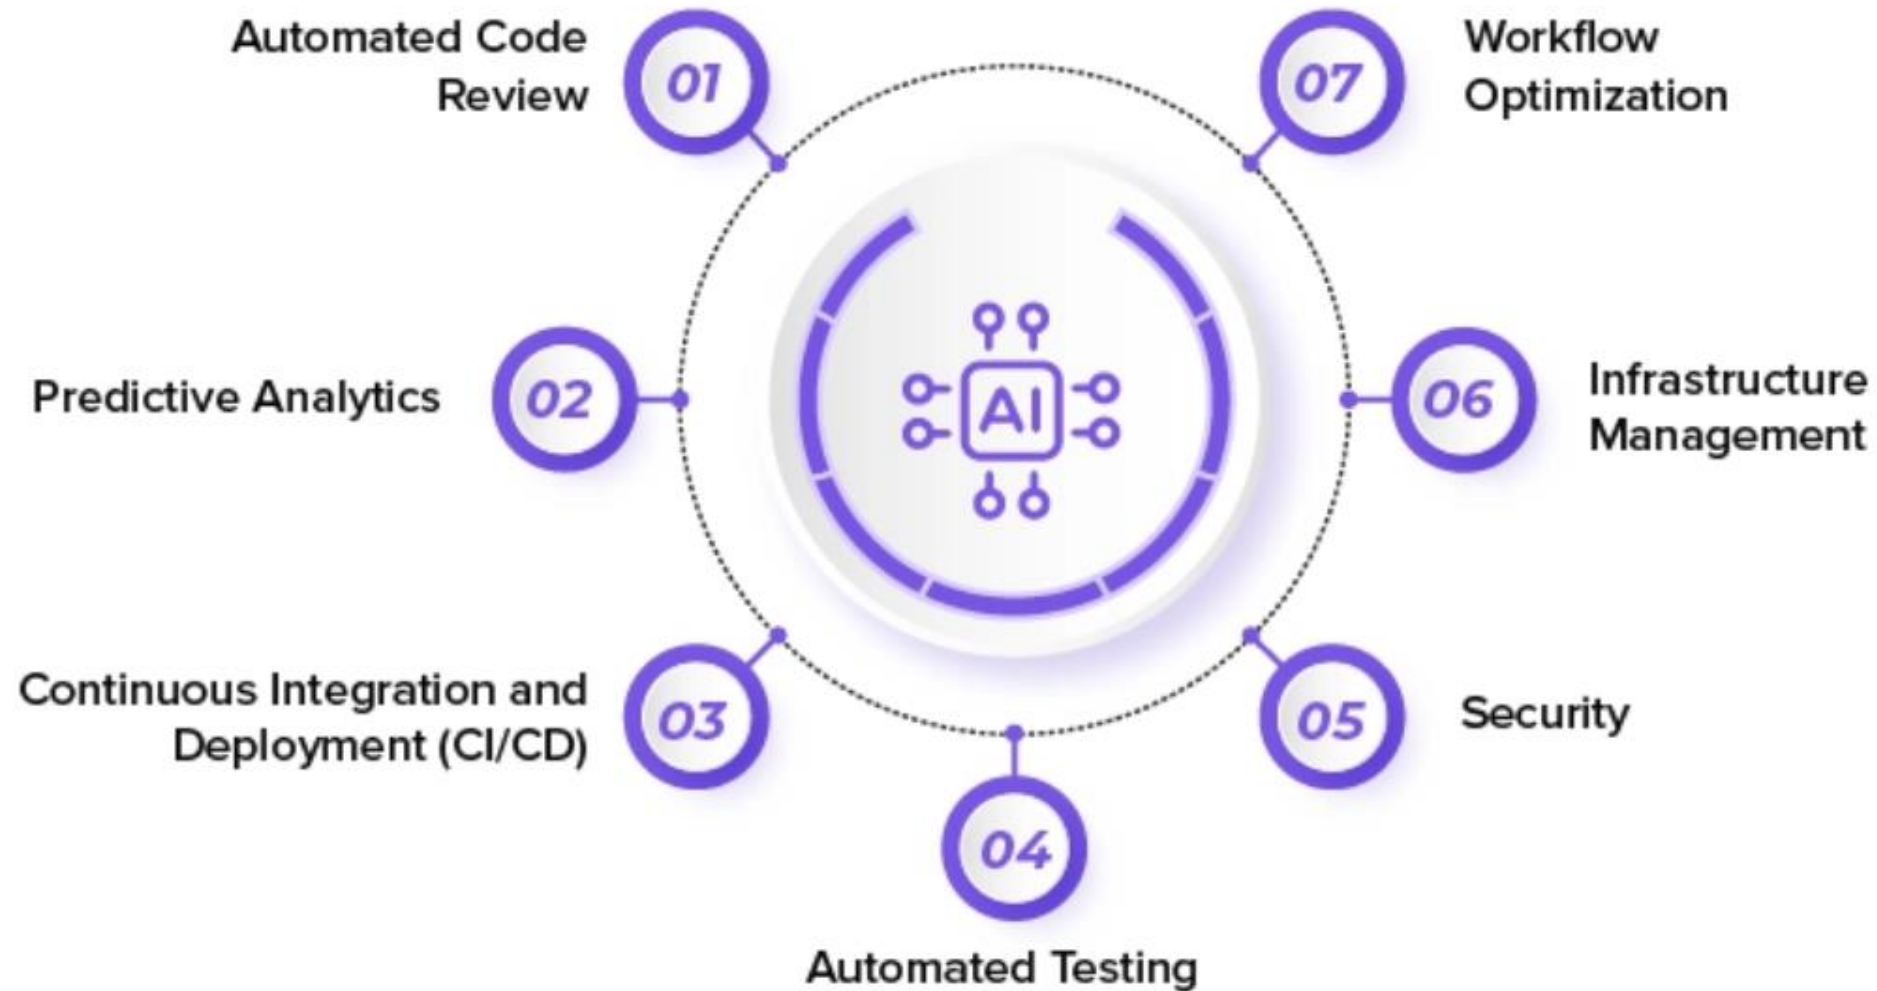 Automated Code
Review
01
Predictive Analytics
02
Continuous Integration and
Deployment (CI/CD)
03
04
Automated Testing
05
Security
06
Infrastructure
Management
07
Workflow
Optimization
AI